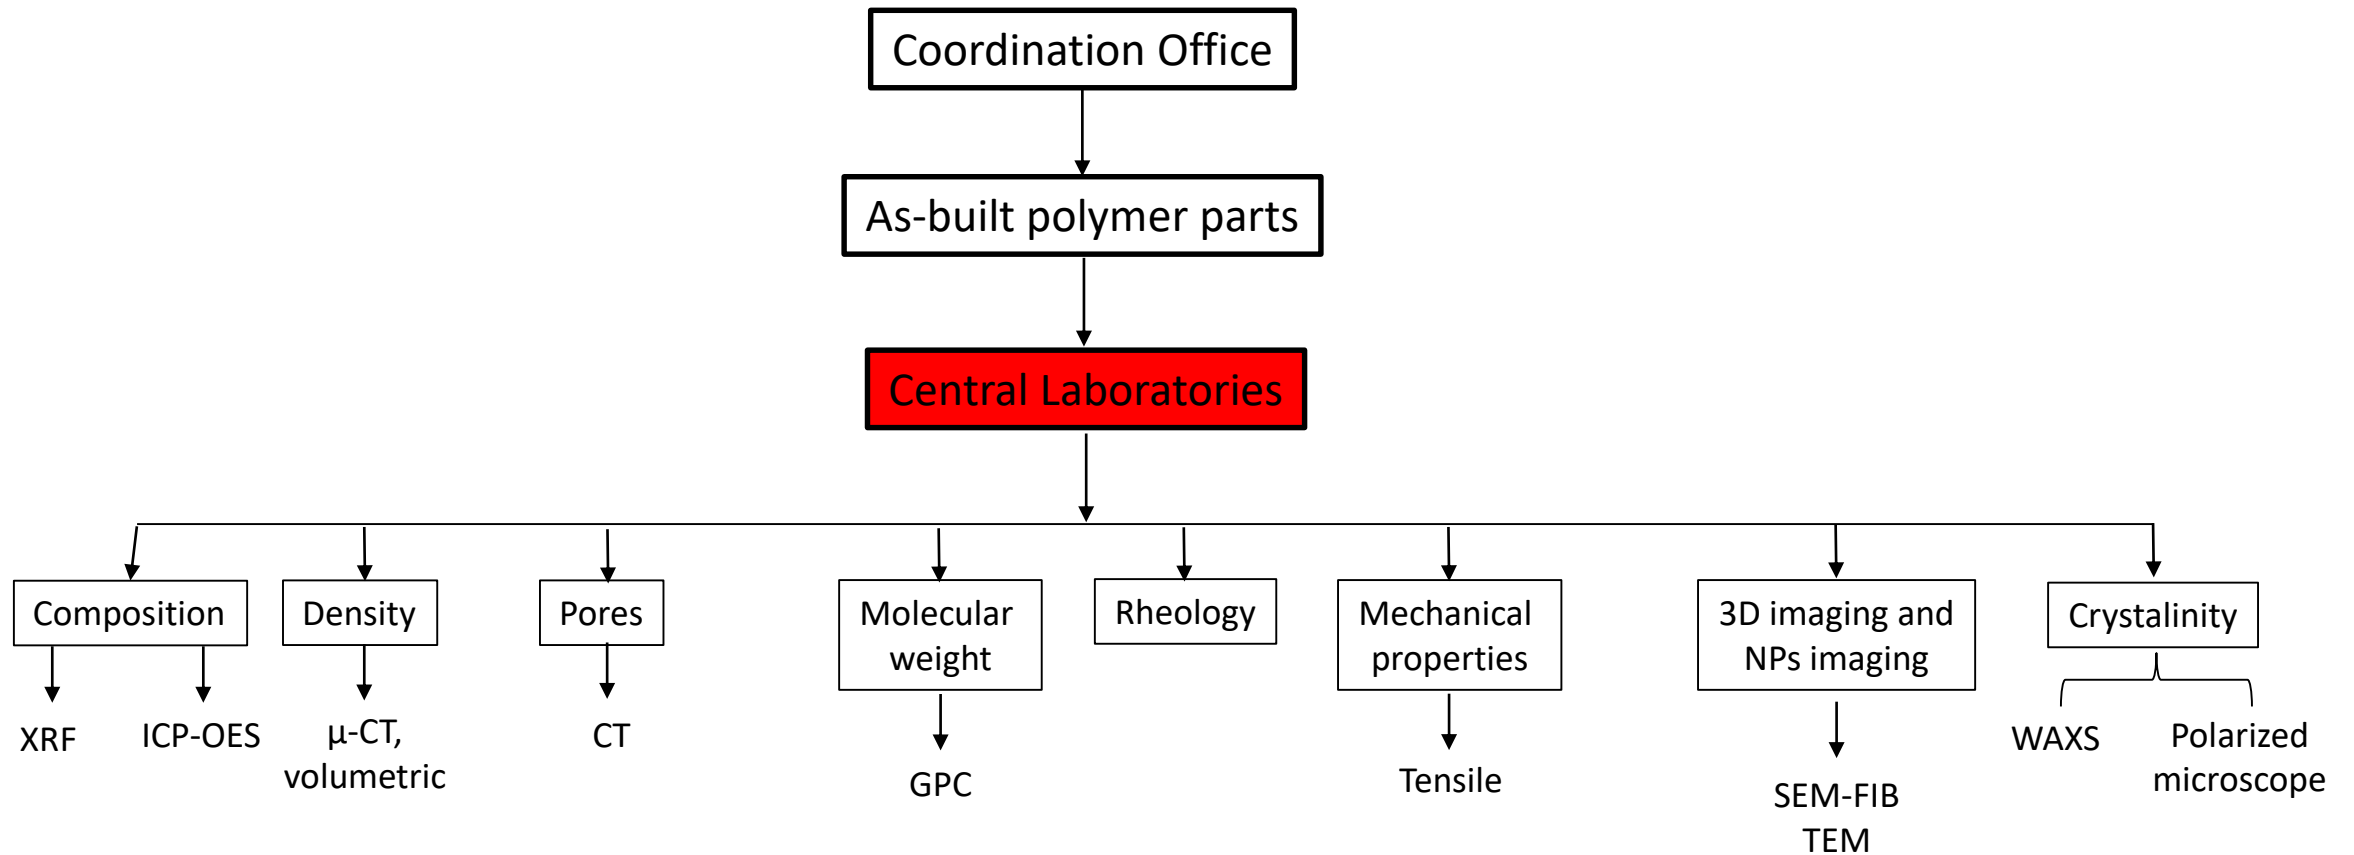 Coordination Office
As-built polymer parts
Central Laboratories
Composition
Density
Pores
Molecular
weight
Rheology
Mechanical
properties
3D imaging and
NPs imaging
Crystalinity
XRF
ICP-OES
µ-CT,
volumetric
CT
GPC
Tensile
SEM-FIB
TEM
WAXS
Polarized
microscope